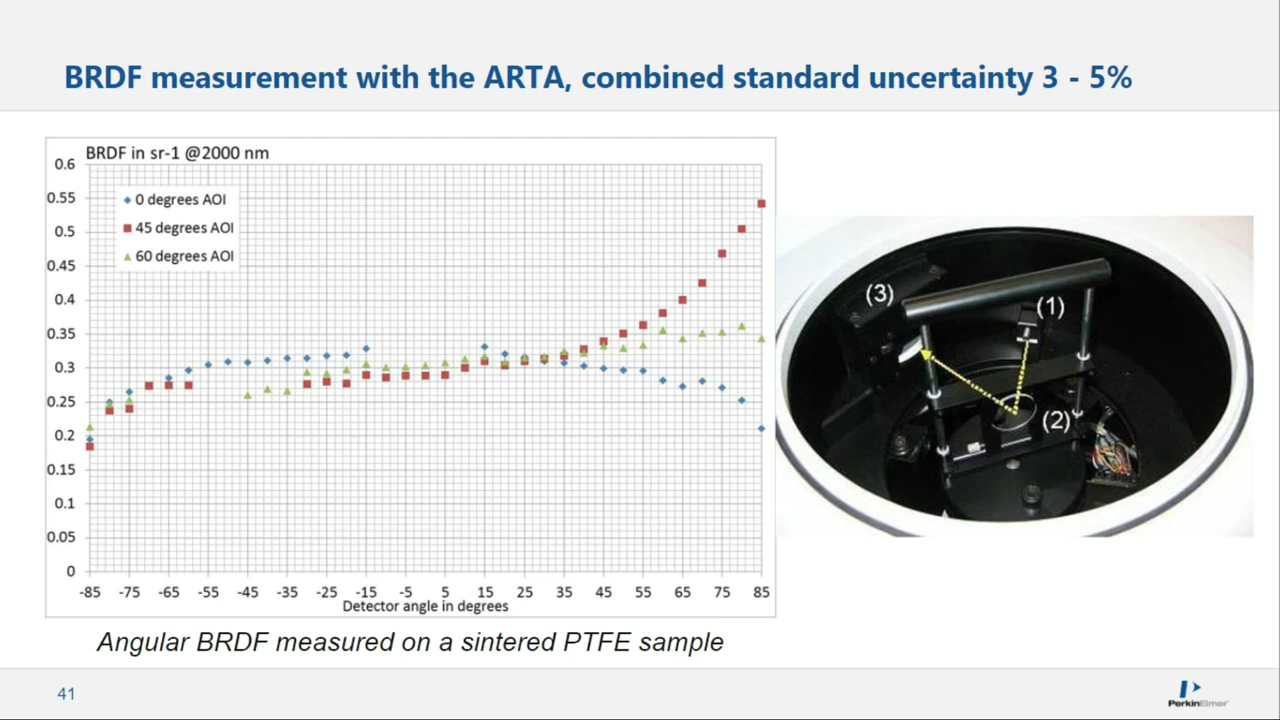 BRDF measurement with the ARTA, combined standard uncertainty 3 - 5%
BRDF in sr-1 @2000 nm
0.6
0.55
0.5
0.45
0.4
0.35
0.3
0.25
0.2
0.15
0.1
0.05
0
0 degrees AOI
45 degrees AOI
60 degrees AOI
-85 -75 -65 -55 -45 -35 -25 -15 -5 5 15 25 35 45 55 65 75 85
Detector angle in degrees
(3)
(1)
(2)
Angular BRDF measured on a sintered PTFE sample
41
PerkinElmer